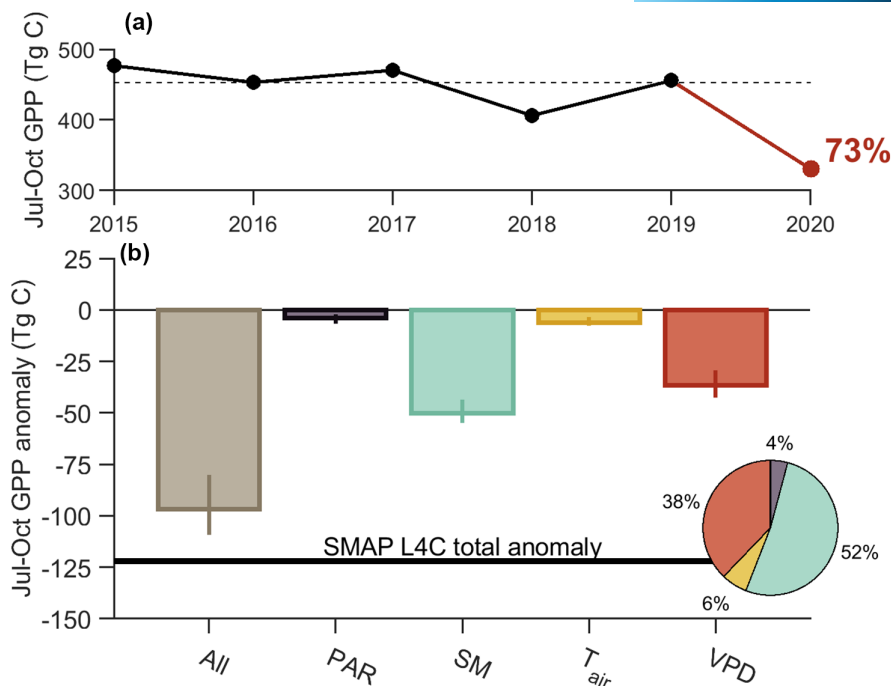 (a)
Jul-Oct GPP (Tg C)
500
400
300
73%
2015 2016 2017 2018 2019 2020
(b)
Jul-Oct GPP anomaly (Tg C)
25
0
-25
-50
-75
-100
-125
-150
4%
38%
52%
6%
SMAP L4C total anomaly
All PAR SM T air VPD